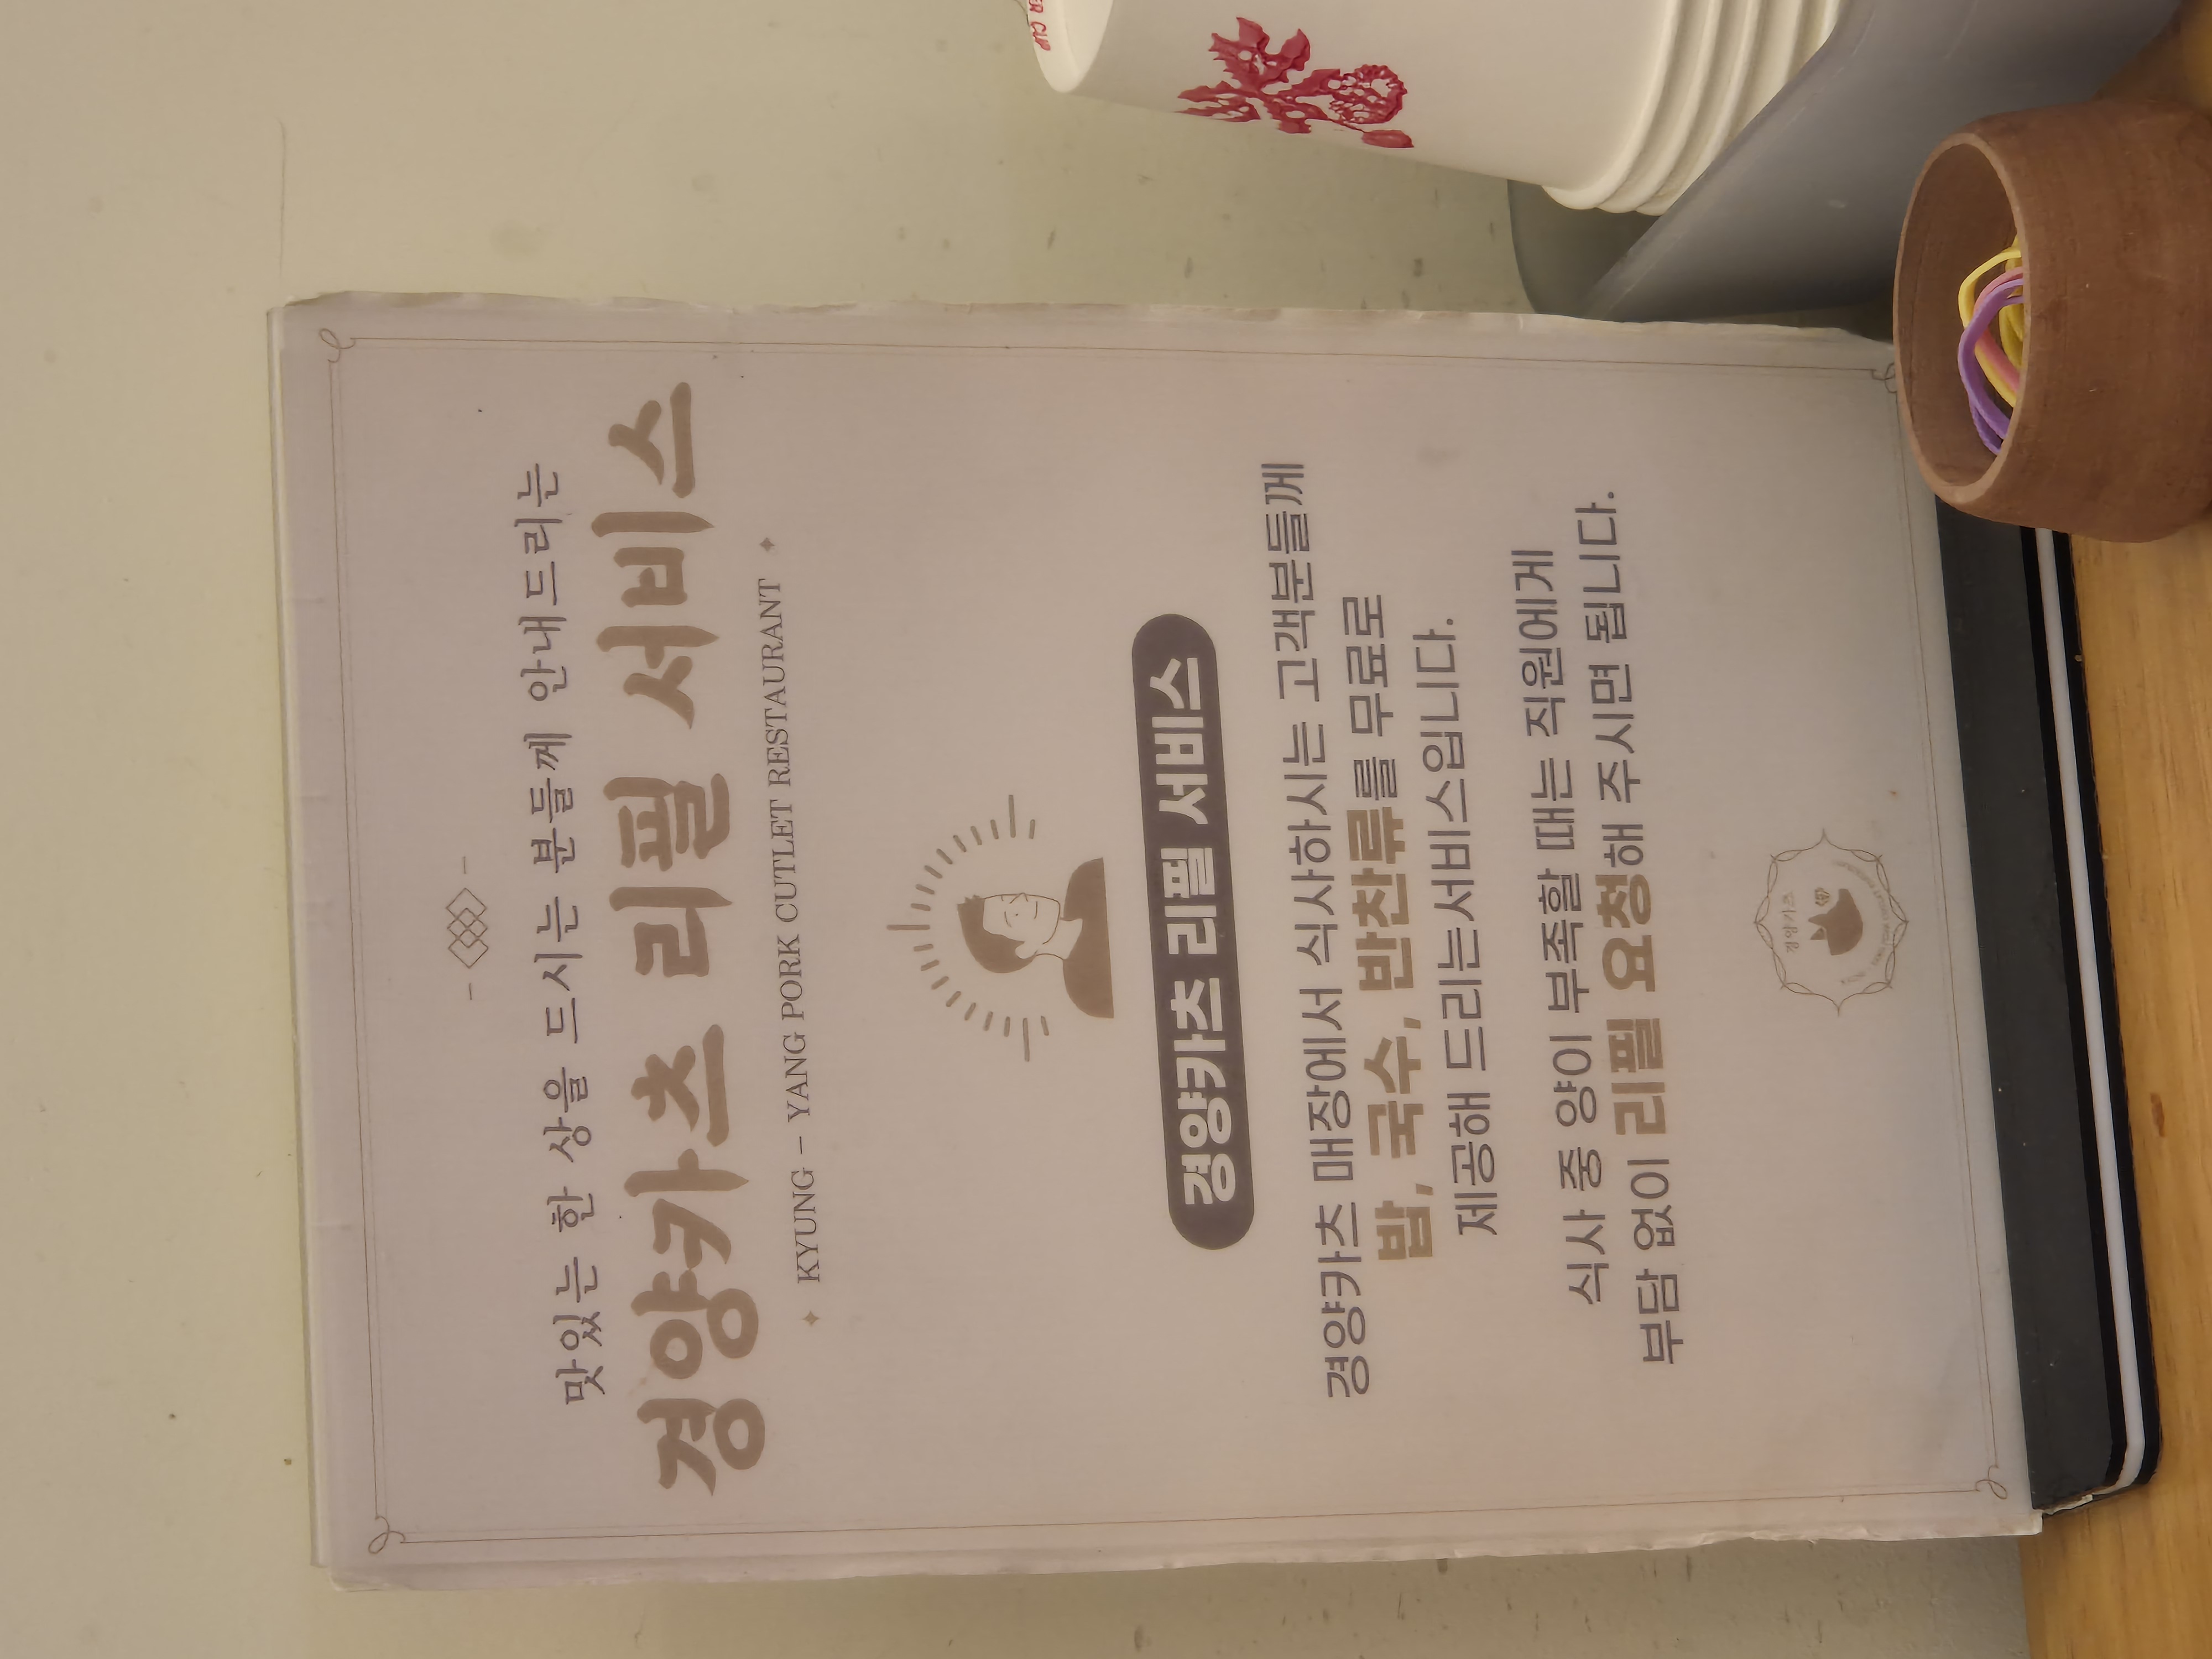 맛있는 한 상을 드시는 분들께 안내드리는
경양카츠 리필 서비스
KYUNG - YANG PORK CUTLET RESTAURANT
경양카츠 리필 서비스
경양카츠 매장에서 식사하시는 고객분들께
밥, 국수, 반찬류를 무료로
제공해 드리는서비스입니다.
식사 중 양이 부족할 때는 직원에게
부담 없이 리필 요청해 주시면 됩니다.
경양카츠
CUP